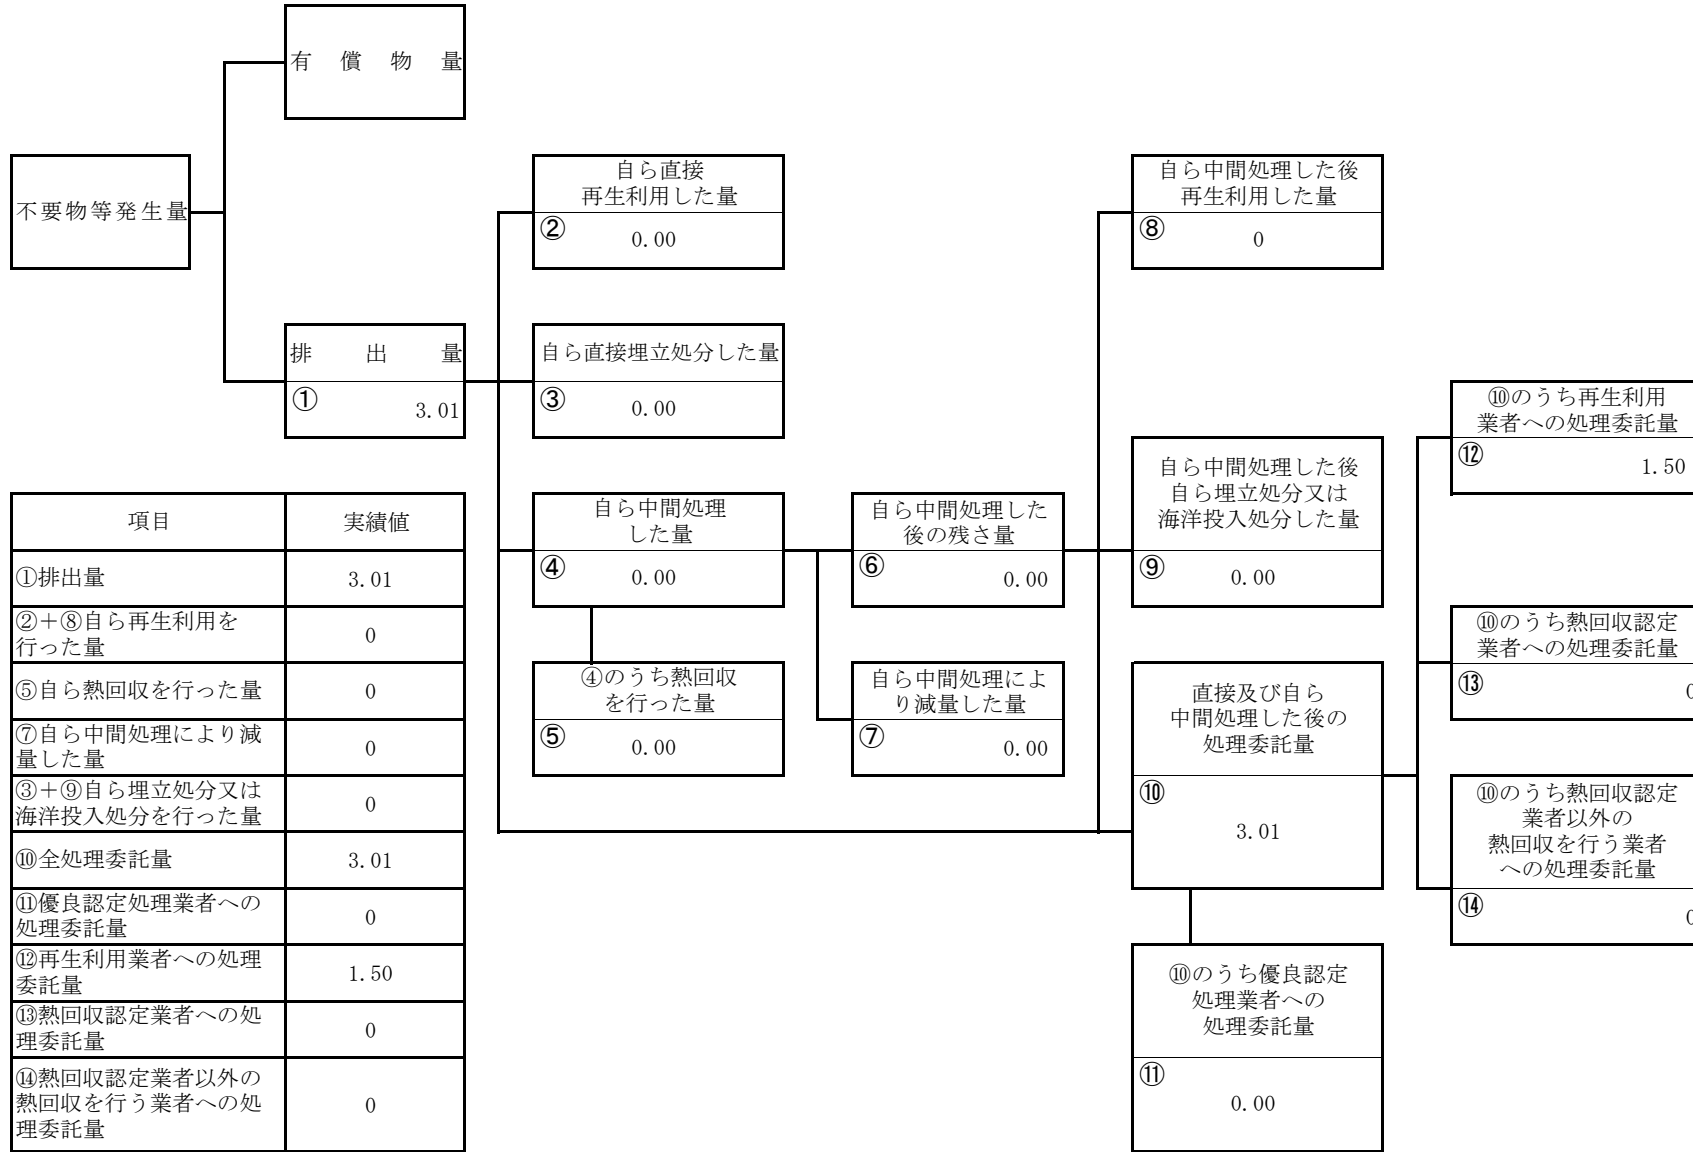 有償物量
不要物等発生量
自ら直接
再生利用した量
② 0.00
自ら中間処理した後
再生利用した量
⑧ 0
排出量
① 3.01
自ら直接埋立処分した量
③ 0.00
⑩のうち再生利用
業者への処理委託量
⑫ 1.50
自ら中間処理
した量
④ 0.00
自ら中間処理した
後の残さ量
⑥ 0.00
自ら中間処理した後
自ら埋立処分又は
海洋投入処分した量
⑨ 0.00
⑩のうち熱回収認定
業者への処理委託量
⑬ 0
④のうち熱回収
を行った量
⑤ 0.00
自ら中間処理によ
り減量した量
⑦ 0.00
直接及び自ら
中間処理した後の
処理委託量
⑩ 3.01
⑩のうち熱回収認定
業者以外の
熱回収を行う業者
への処理委託量
⑭ 0
⑩のうち優良認定
処理業者への
処理委託量
⑪ 0.00
項目 実績値
①排出量 3.01
②+⑧自ら再生利用を
行った量 0
⑤自ら熱回収を行った量 0
⑦自ら中間処理により減
量した量 0
③+⑨自ら埋立処分又は
海洋投入処分を行った量 0
⑩全処理委託量 3.01
⑪優良認定処理業者への
処理委託量 0
⑫再生利用業者への処理
委託量 1.50
⑬熱回収認定業者への処
理委託量 0
⑭熱回収認定業者以外の
熱回収を行う業者への処
理委託量 0